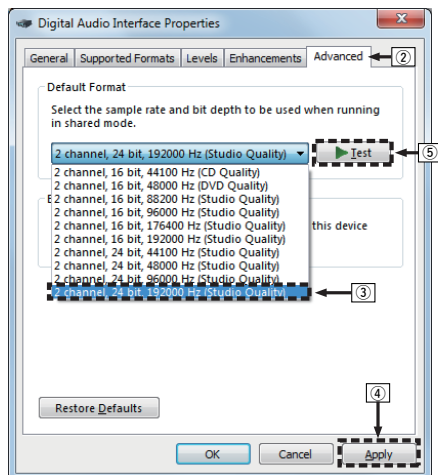 Digital Audio Interface Properties
General Supported Formats Levels Enhancements Advanced ②
Default Format
Select the sample rate and bit depth to be used when running
in shared mode.
2 channel, 24 bit, 192000 Hz (Studio Quality) Test ⑤
2 channel, 16 bit, 44100 Hz (CD Quality)
2 channel, 16 bit, 48000 Hz (DVD Quality)
2 channel, 16 bit, 88200 Hz (Studio Quality)
2 channel, 16 bit, 96000 Hz (Studio Quality)
2 channel, 16 bit, 176400 Hz (Studio Quality) this device
2 channel, 16 bit, 192000 Hz (Studio Quality)
2 channel, 24 bit, 44100 Hz (Studio Quality)
2 channel, 24 bit, 48000 Hz (Studio Quality)
2 channel, 24 bit, 96000 Hz (Studio Quality)
2 channel, 24 bit, 192000 Hz (Studio Quality) ③
④
Restore Defaults
OK Cancel Apply